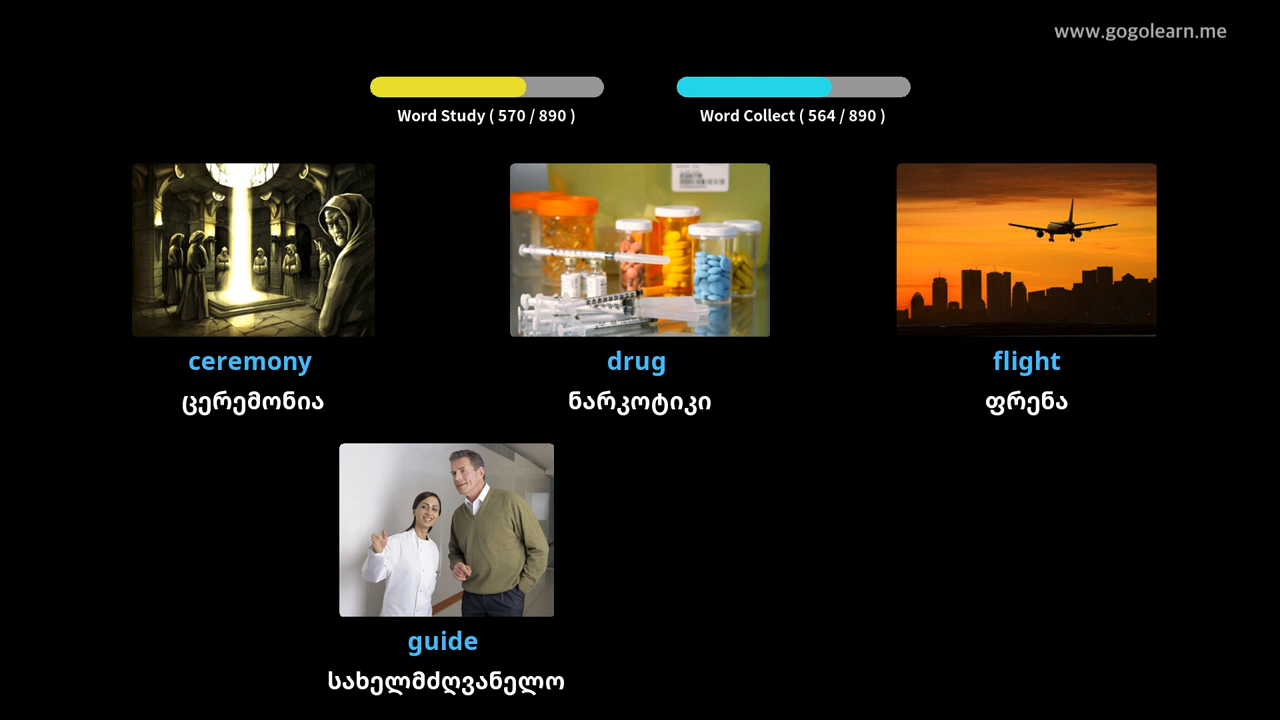 www.gogolearn.me
Word Study ( 570 / 890 )
Word Collect ( 564 / 890 )
ceremony
drug
flight
ცერემონია
ნარკოტიკი
ფრენა
guide
სახელმძღვანელო